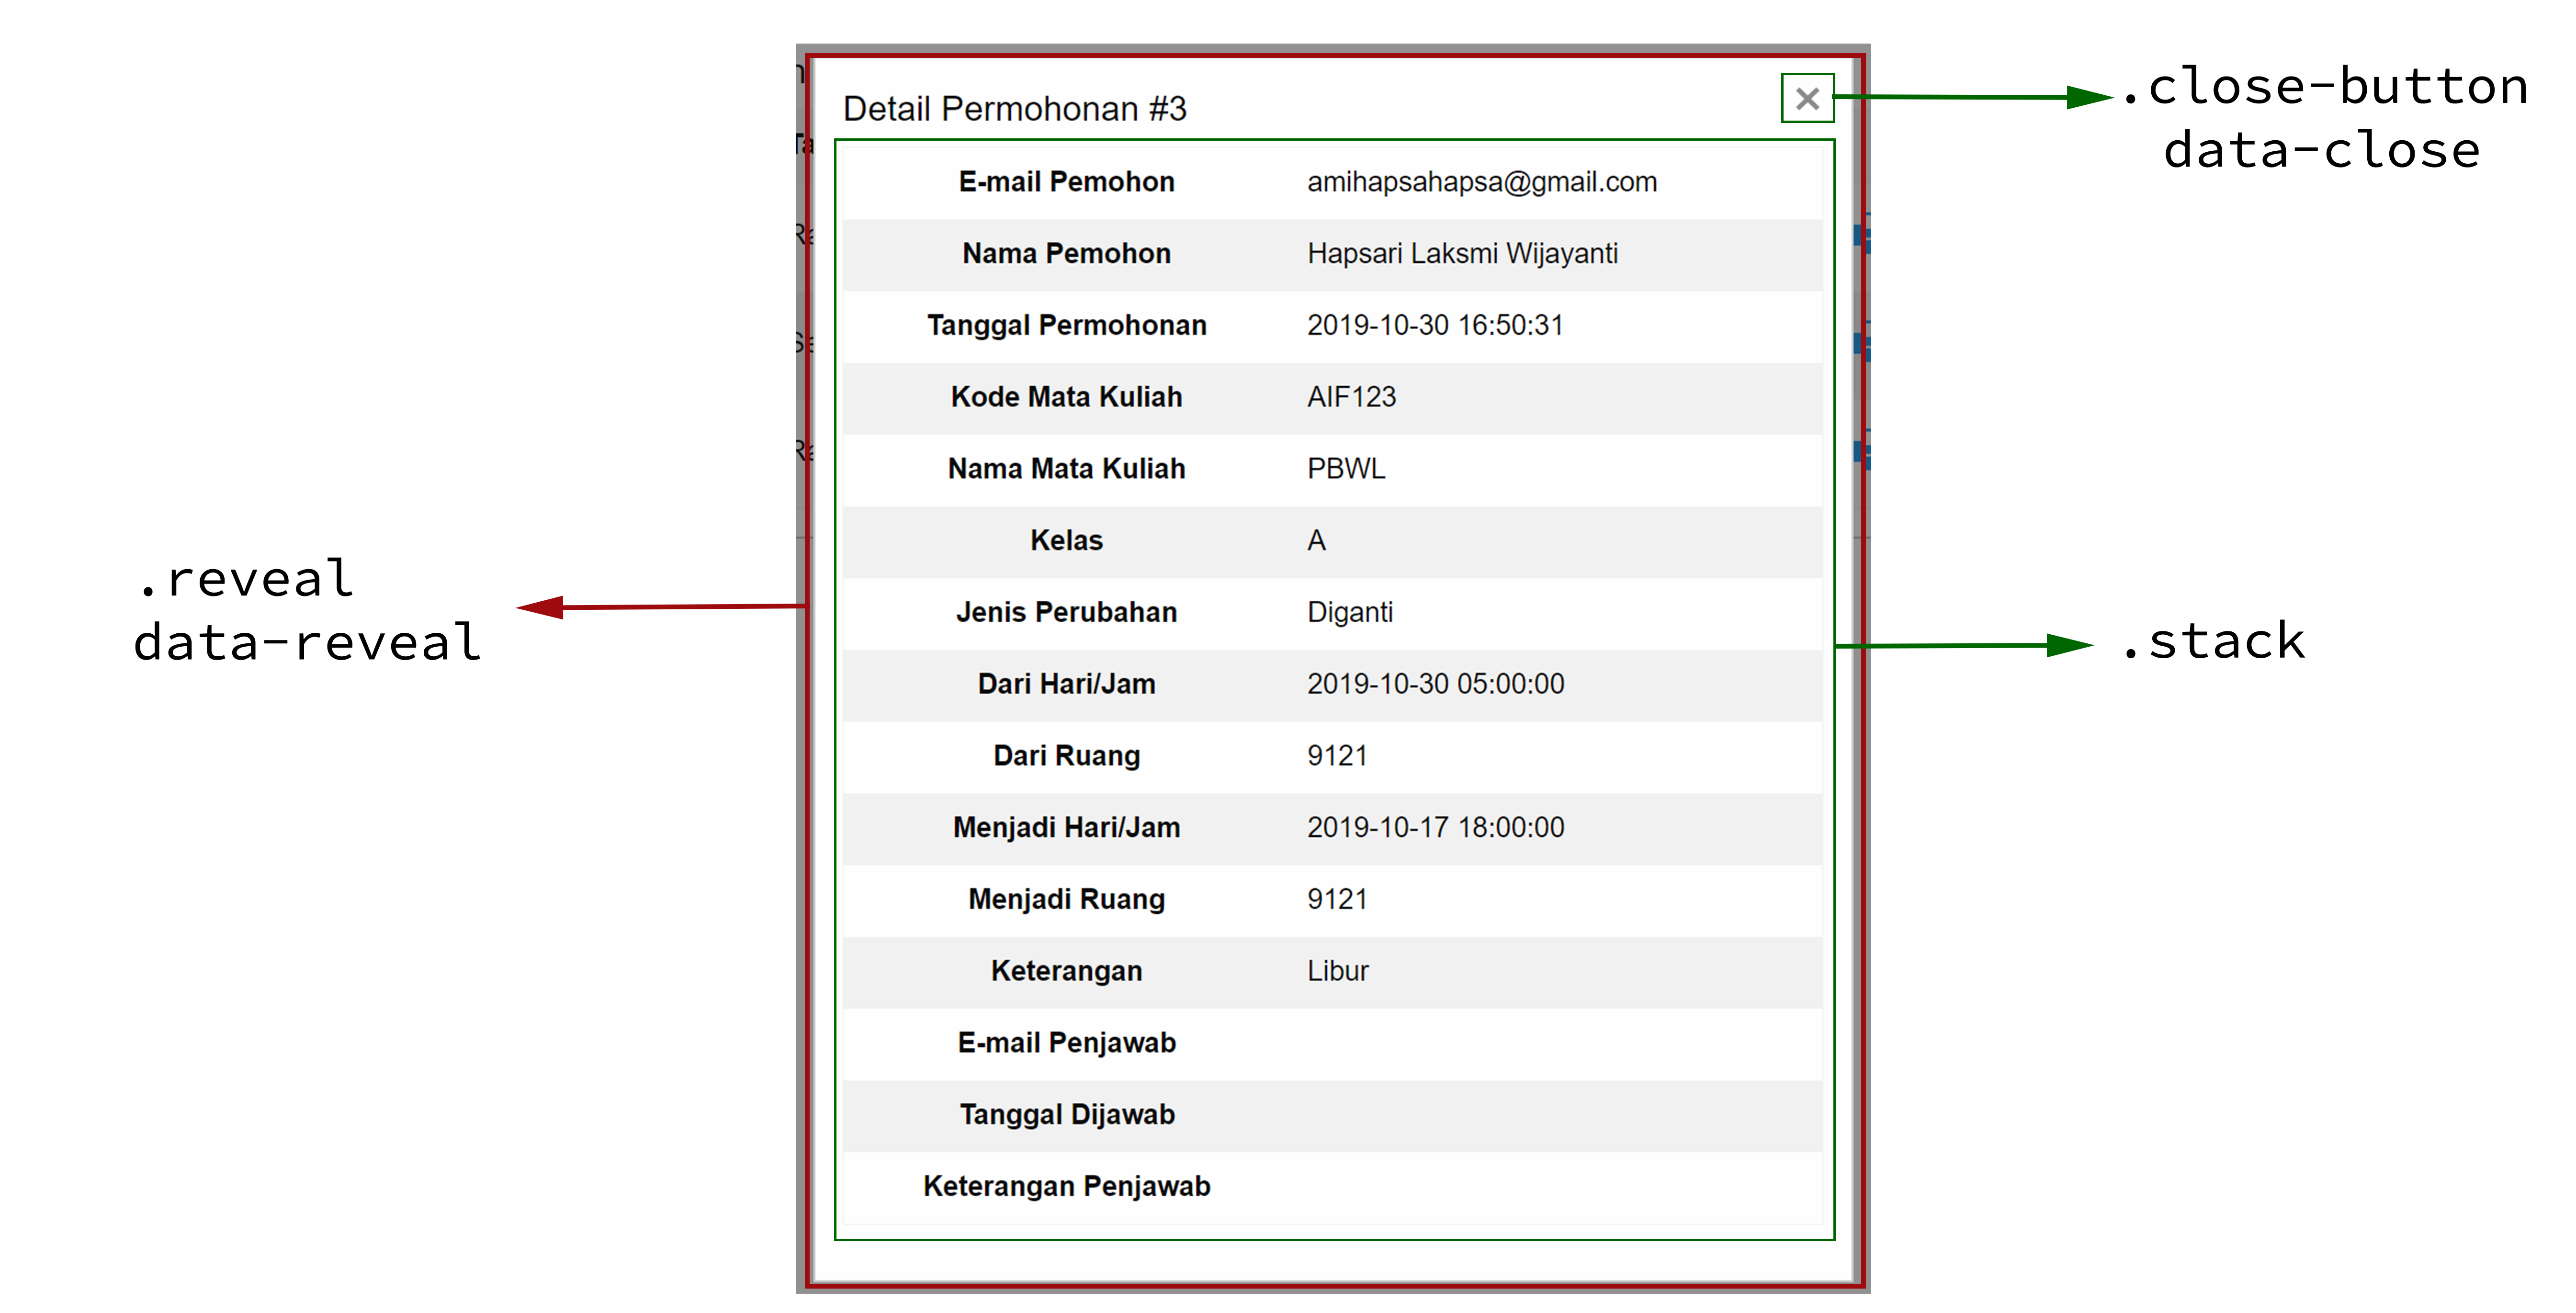 .close-button
data-close
Detail Permohonan #3
E-mail Pemohon amihapsahapsa@gmail.com
Nama Pemohon Hapsari Laksmi Wijayanti
Tanggal Permohonan 2019-10-30 16:50:31
Kode Mata Kuliah AIF123
Nama Mata Kuliah PBWL
Kelas A
Jenis Perubahan Diganti
Dari Hari/Jam 2019-10-30 05:00:00
Dari Ruang 9121
Menjadi Hari/Jam 2019-10-17 18:00:00
Menjadi Ruang 9121
Keterangan Libur
E-mail Penjawab
Tanggal Dijawab
Keterangan Penjawab
.reveal
data-reveal
.stack